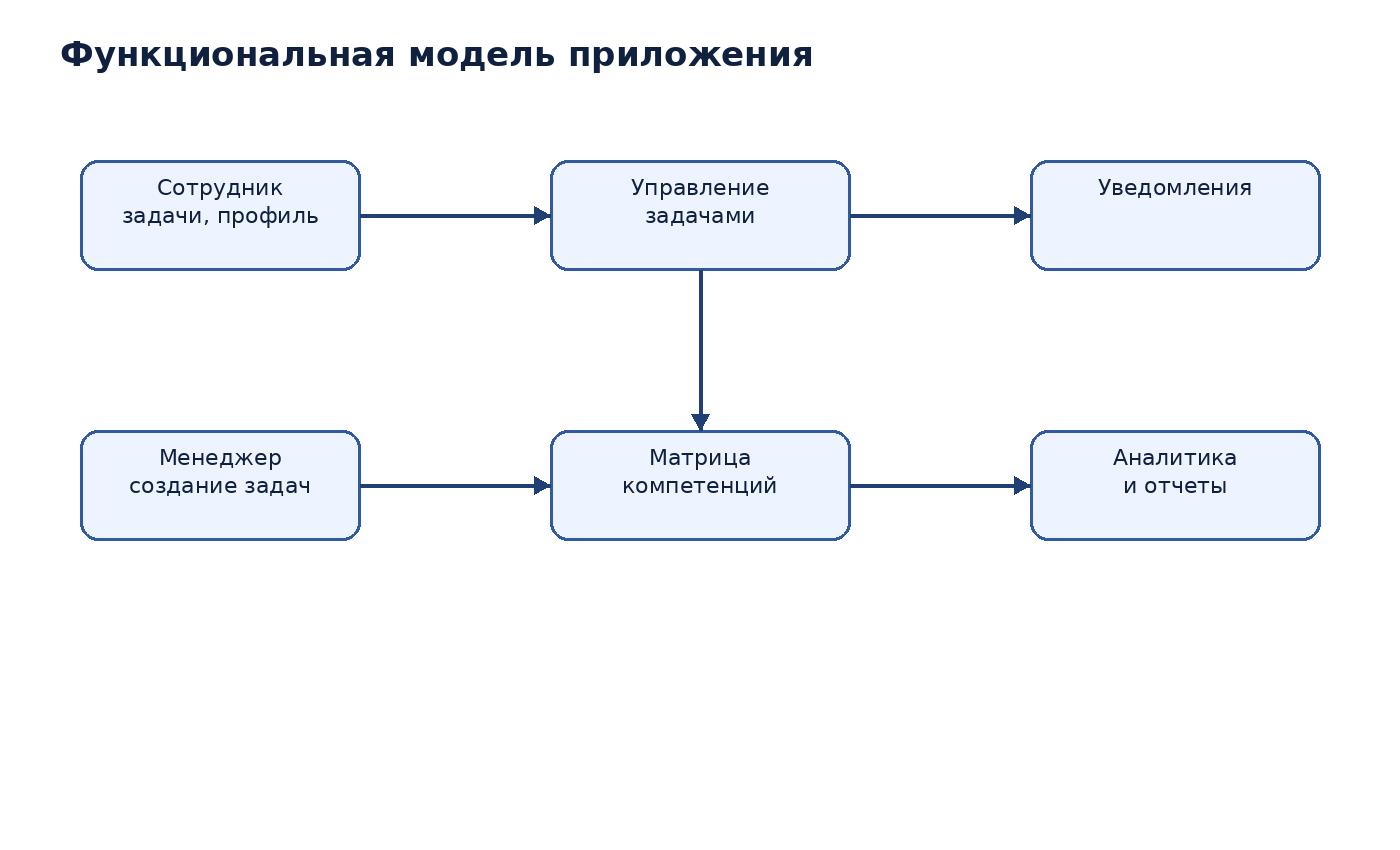 Функциональная модель приложения
Сотрудник
задачи, профиль
Управление
задачами
Уведомления
Менеджер
создание задач
Матрица
компетенций
Аналитика
и отчеты